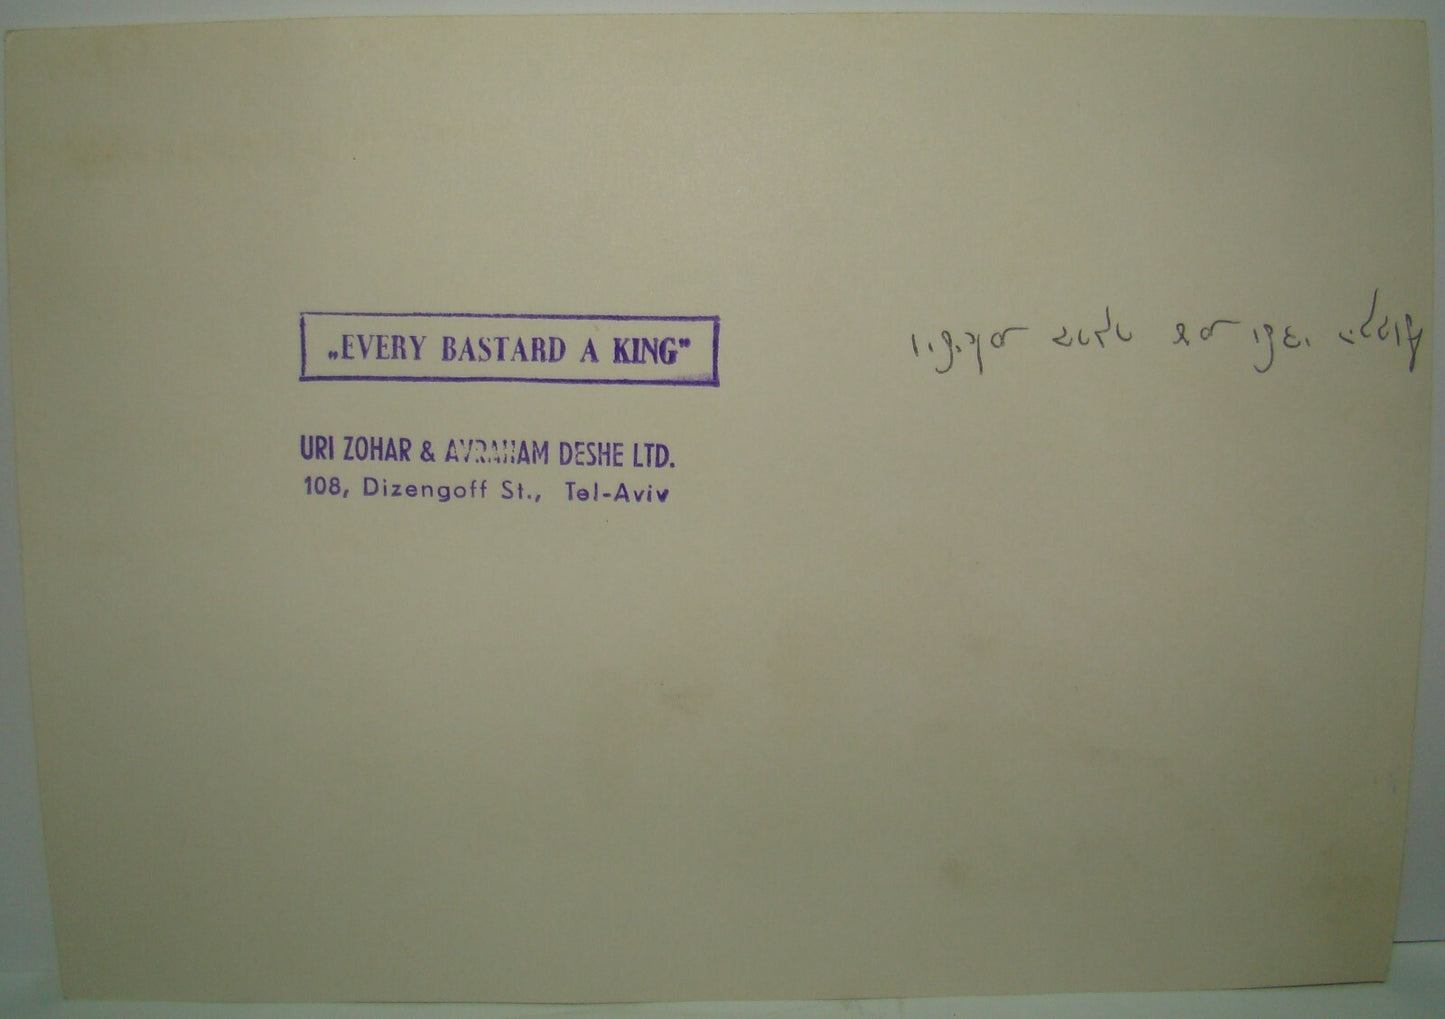 „EVERY BASTARD A KING"
URI ZOHAR & AVRAHAM DESHE LTD.
108, Dizengoff St., Tel-Aviv